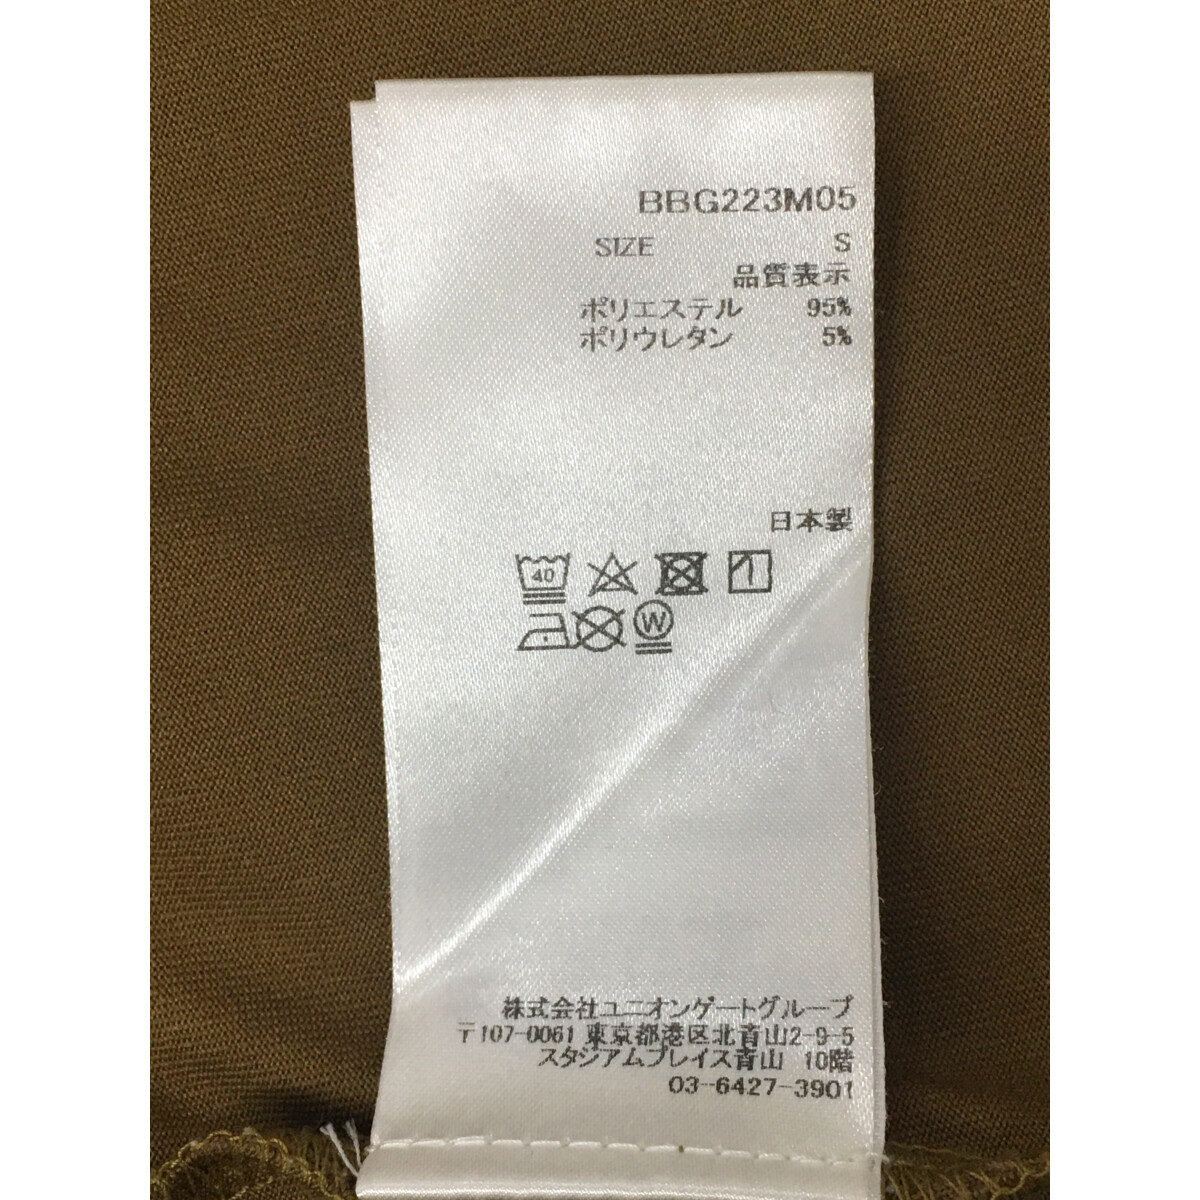 BBG223M05
SIZE S
品質表示
ポリエステル 95%
ポリウレタン 5%
日本製
40
W
株式会社ユニオンゲートグループ
〒107-0061 東京都港区北青山2-9-5
スタジアムプレイス青山 10階
03-6427-3901